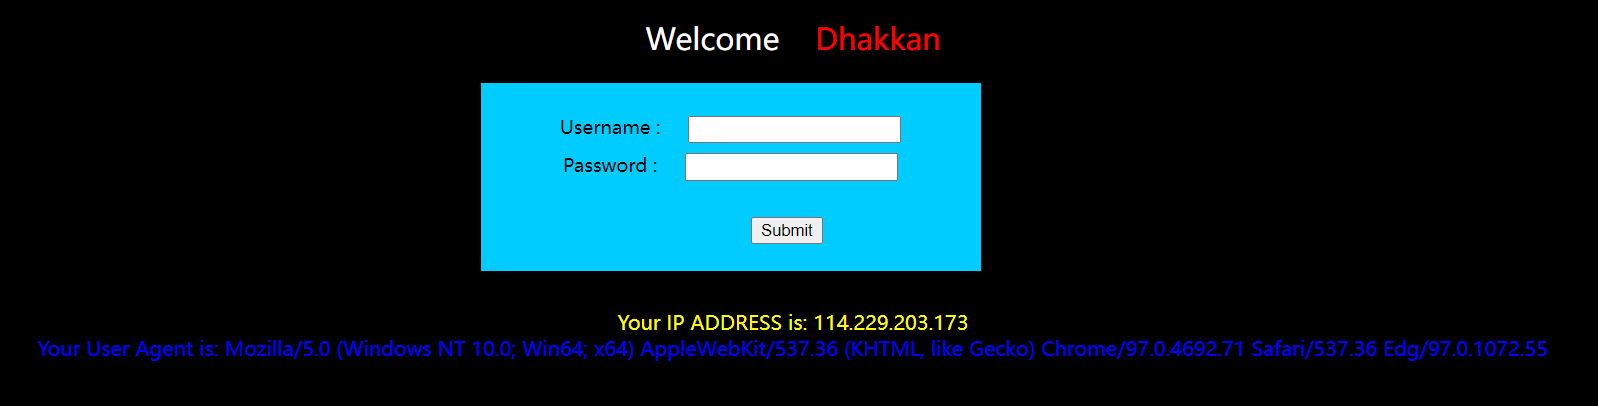 Welcome Dhakkan
Username :
Password :
Submit
Your IP ADDRESS is: 114.229.203.173
Your User Agent is: Mozilla/5.0 (Windows NT 10.0; Win64; x64) AppleWebKit/537.36 (KHTML, like Gecko) Chrome/97.0.4692.71 Safari/537.36 Edg/97.0.1072.55